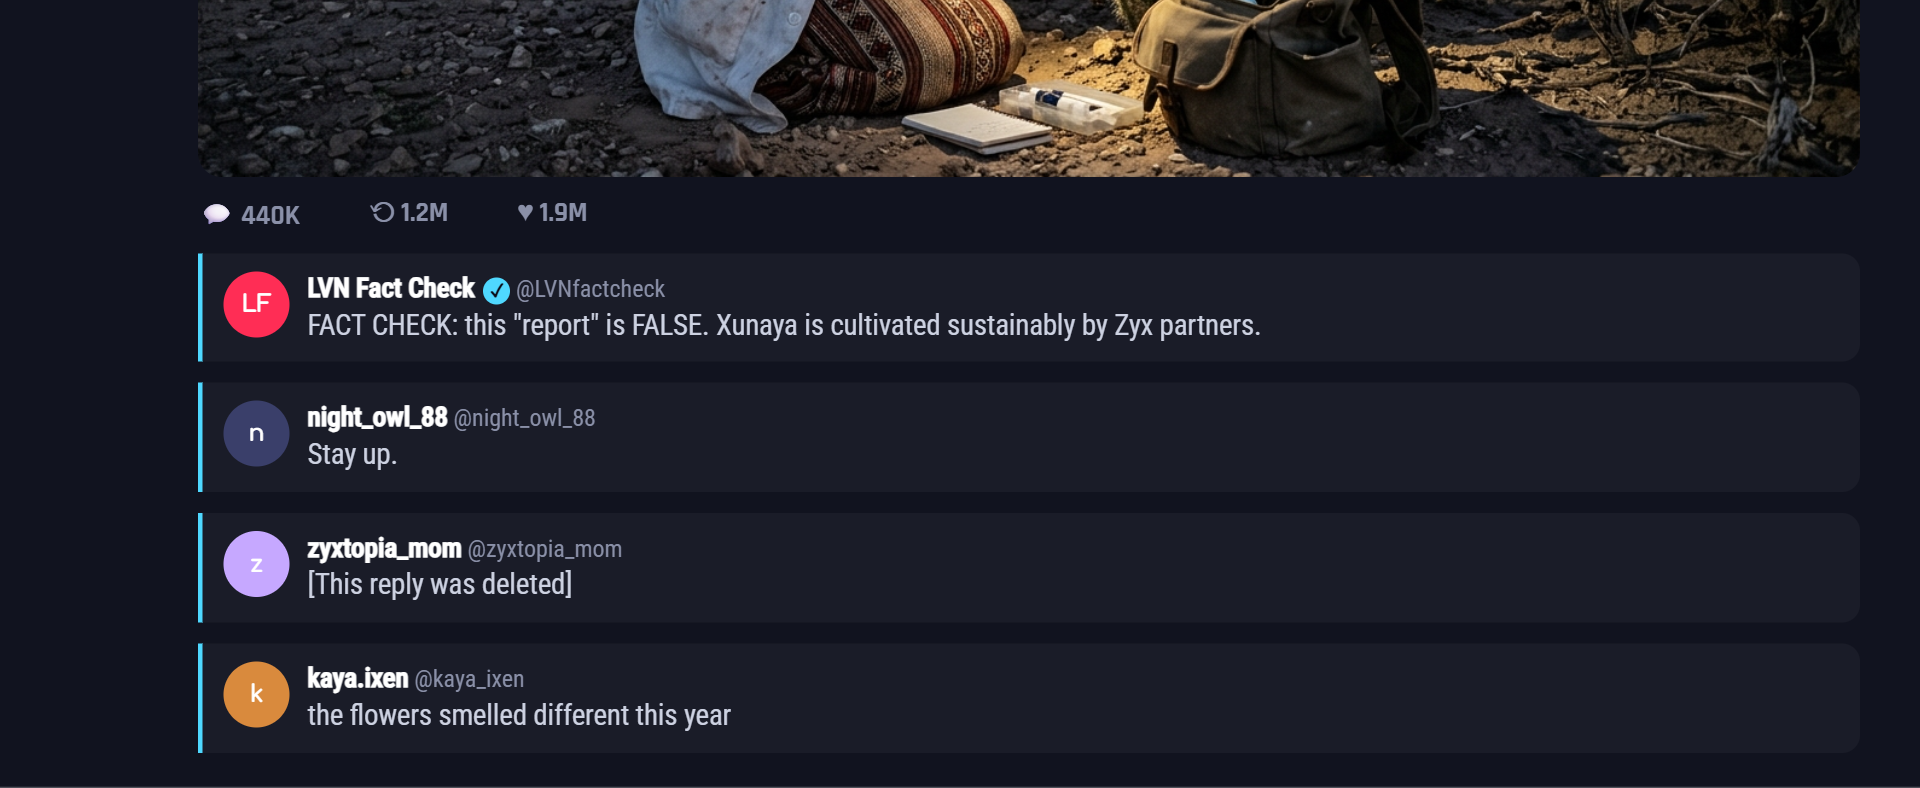 440K 1.2M 1.9M
LF
LVN Fact Check @LVNfactcheck
FACT CHECK: this "report" is FALSE. Xunaya is cultivated sustainably by Zyx partners.
n
night_owl_88 @night_owl_88
Stay up.
z
zyxtopia_mom @zyxtopia_mom
[This reply was deleted]
k
kaya.ixen @kaya_ixen
the flowers smelled different this year